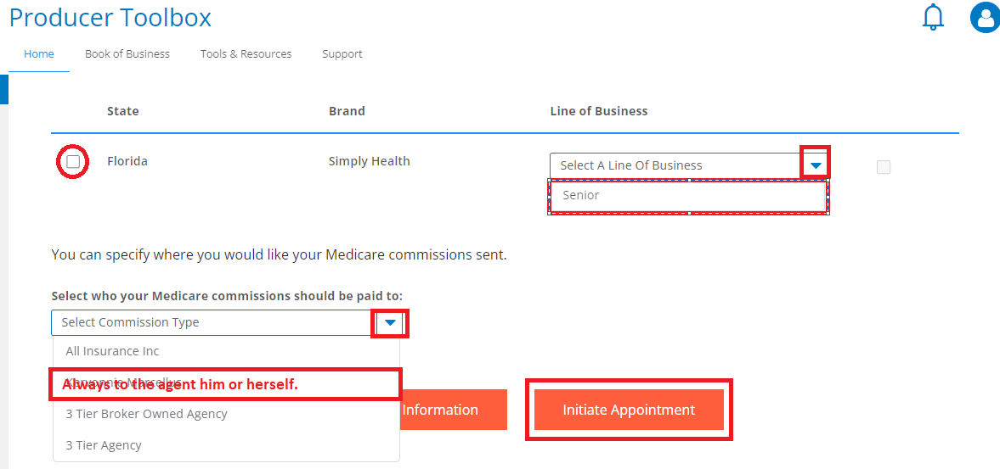 Producer Toolbox
Home Book of Business Tools & Resources Support
State Brand Line of Business
Florida Simply Health Select A Line Of Business
Senior
You can specify where you would like your Medicare commissions sent.
Select who your Medicare commissions should be paid to:
Select Commission Type
All Insurance Inc
Always to the agent him or herself.
3 Tier Broker Owned Agency
Information Initiate Appointment
3 Tier Agency